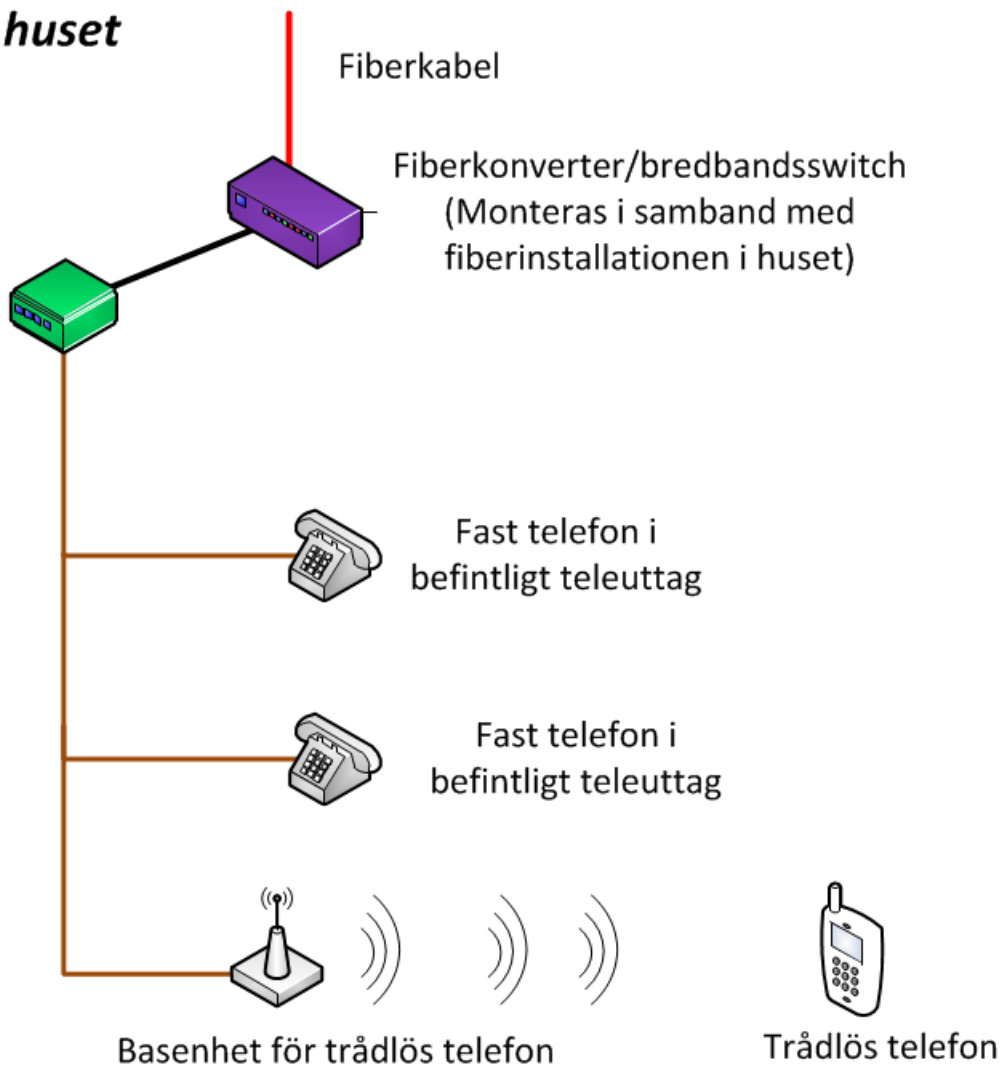 huset
Fiberkabel
Fiberkonverter/bredbandsswitch
(Monteras i samband med
fiberinstallationen i huset)
Fast telefon i
befintligt teleuttag
Fast telefon i
befintligt teleuttag
Basenhet för trådlös telefon
Trådlös telefon